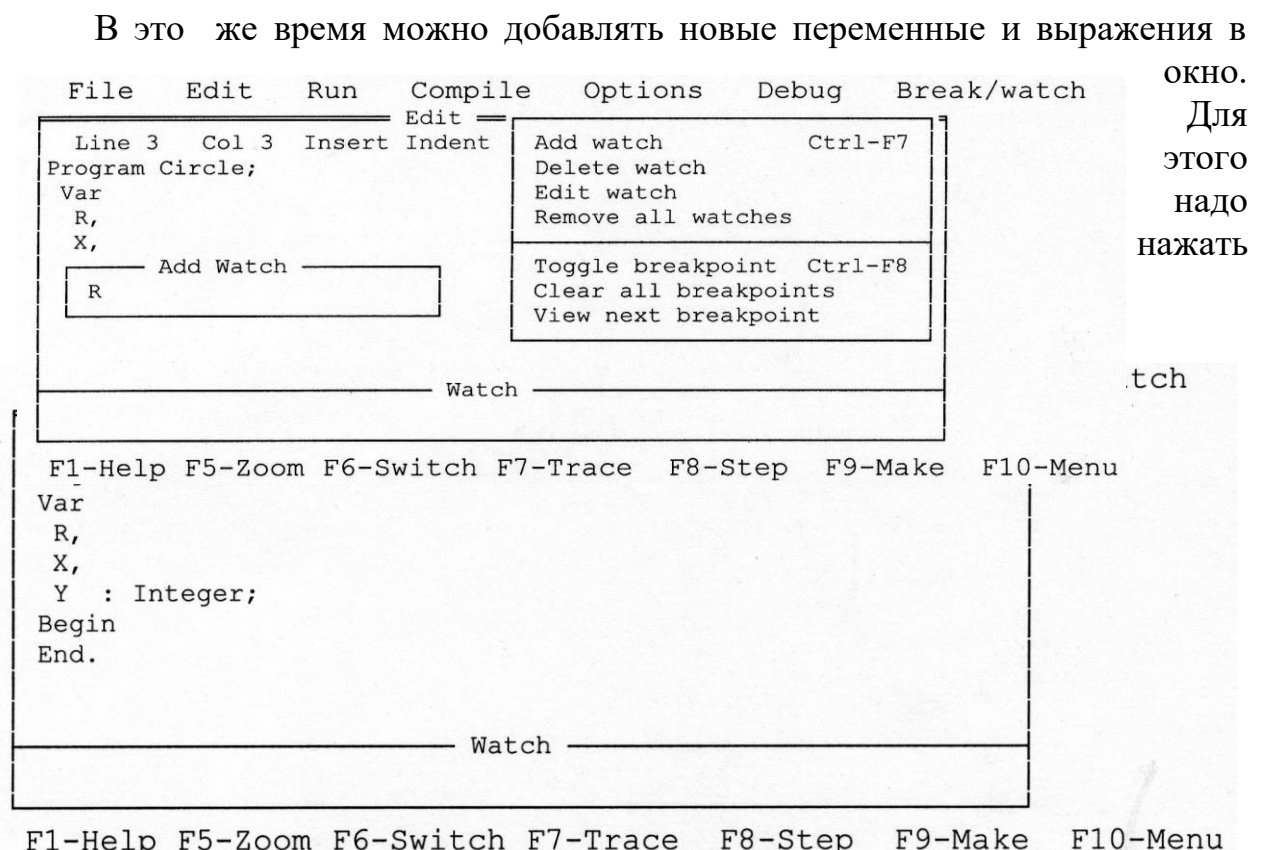 В это же время можно добавлять новые переменные и выражения в
окно.
Для
этого
надо
нажать
File Edit Run Compile Options Debug Break/watch
Edit
Line 3 Col 3 Insert Indent
Program Circle;
Var
R,
X,
Add Watch
R
Add watch Ctrl-F7
Delete watch
Edit watch
Remove all watches
Toggle breakpoint Ctrl-F8
Clear all breakpoints
View next breakpoint
Watch
F1-Help F5-Zoom F6-Switch F7-Trace F8-Step F9-Make F10-Menu
tch
Var
R,
X,
Y : Integer;
Begin
End.
Watch
F1-Help F5-Zoom F6-Switch F7-Trace F8-Step F9-Make F10-Menu